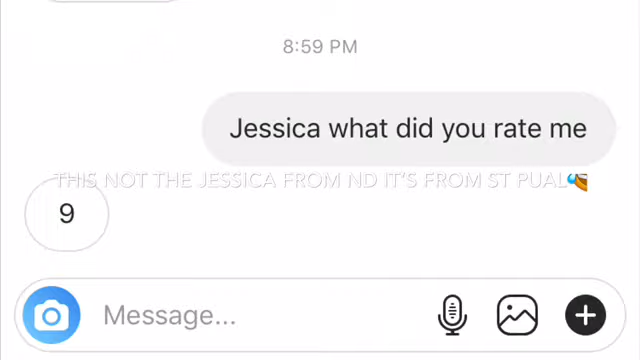 8:59 PM
Jessica what did you rate me
THIS NOT THE JESSICA FROM ND IT'S FROM ST PUAL
9
Message...